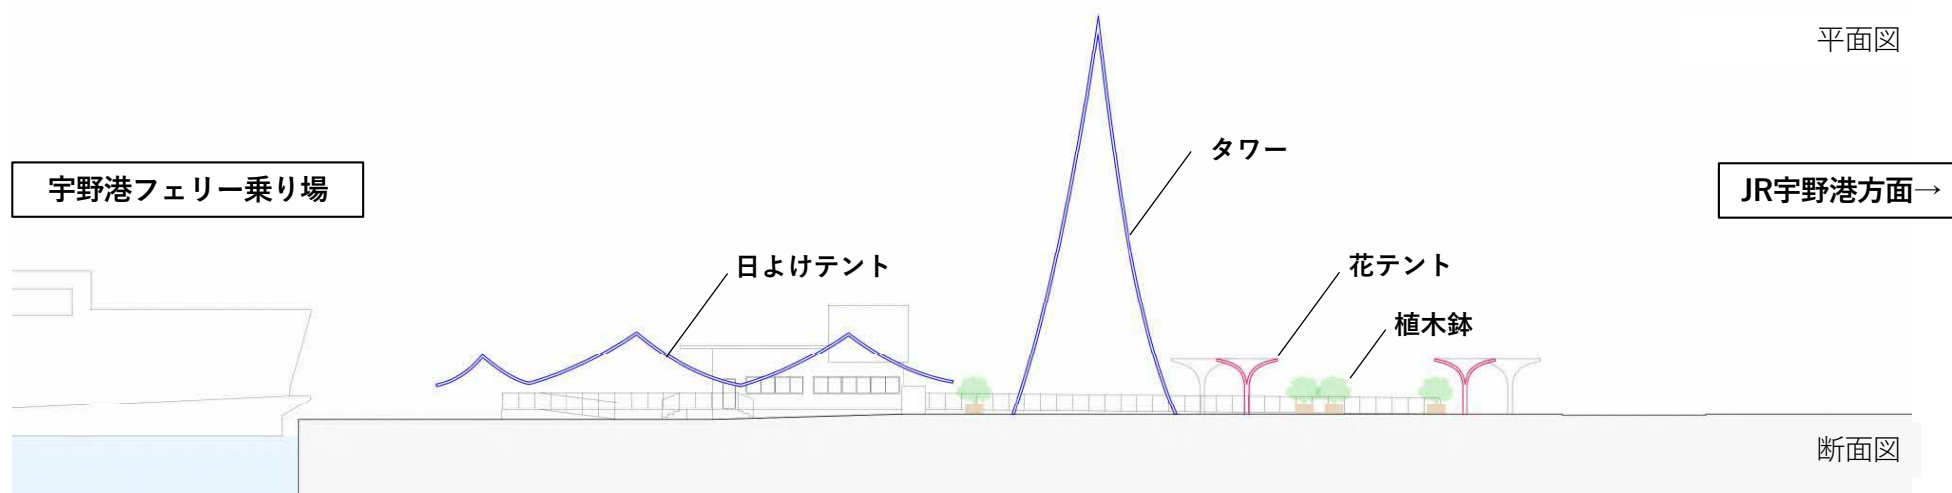 平面図
タワー
宇野港フェリー乗り場
JR宇野港方面→
日よけテント
花テント
植木鉢
断面図